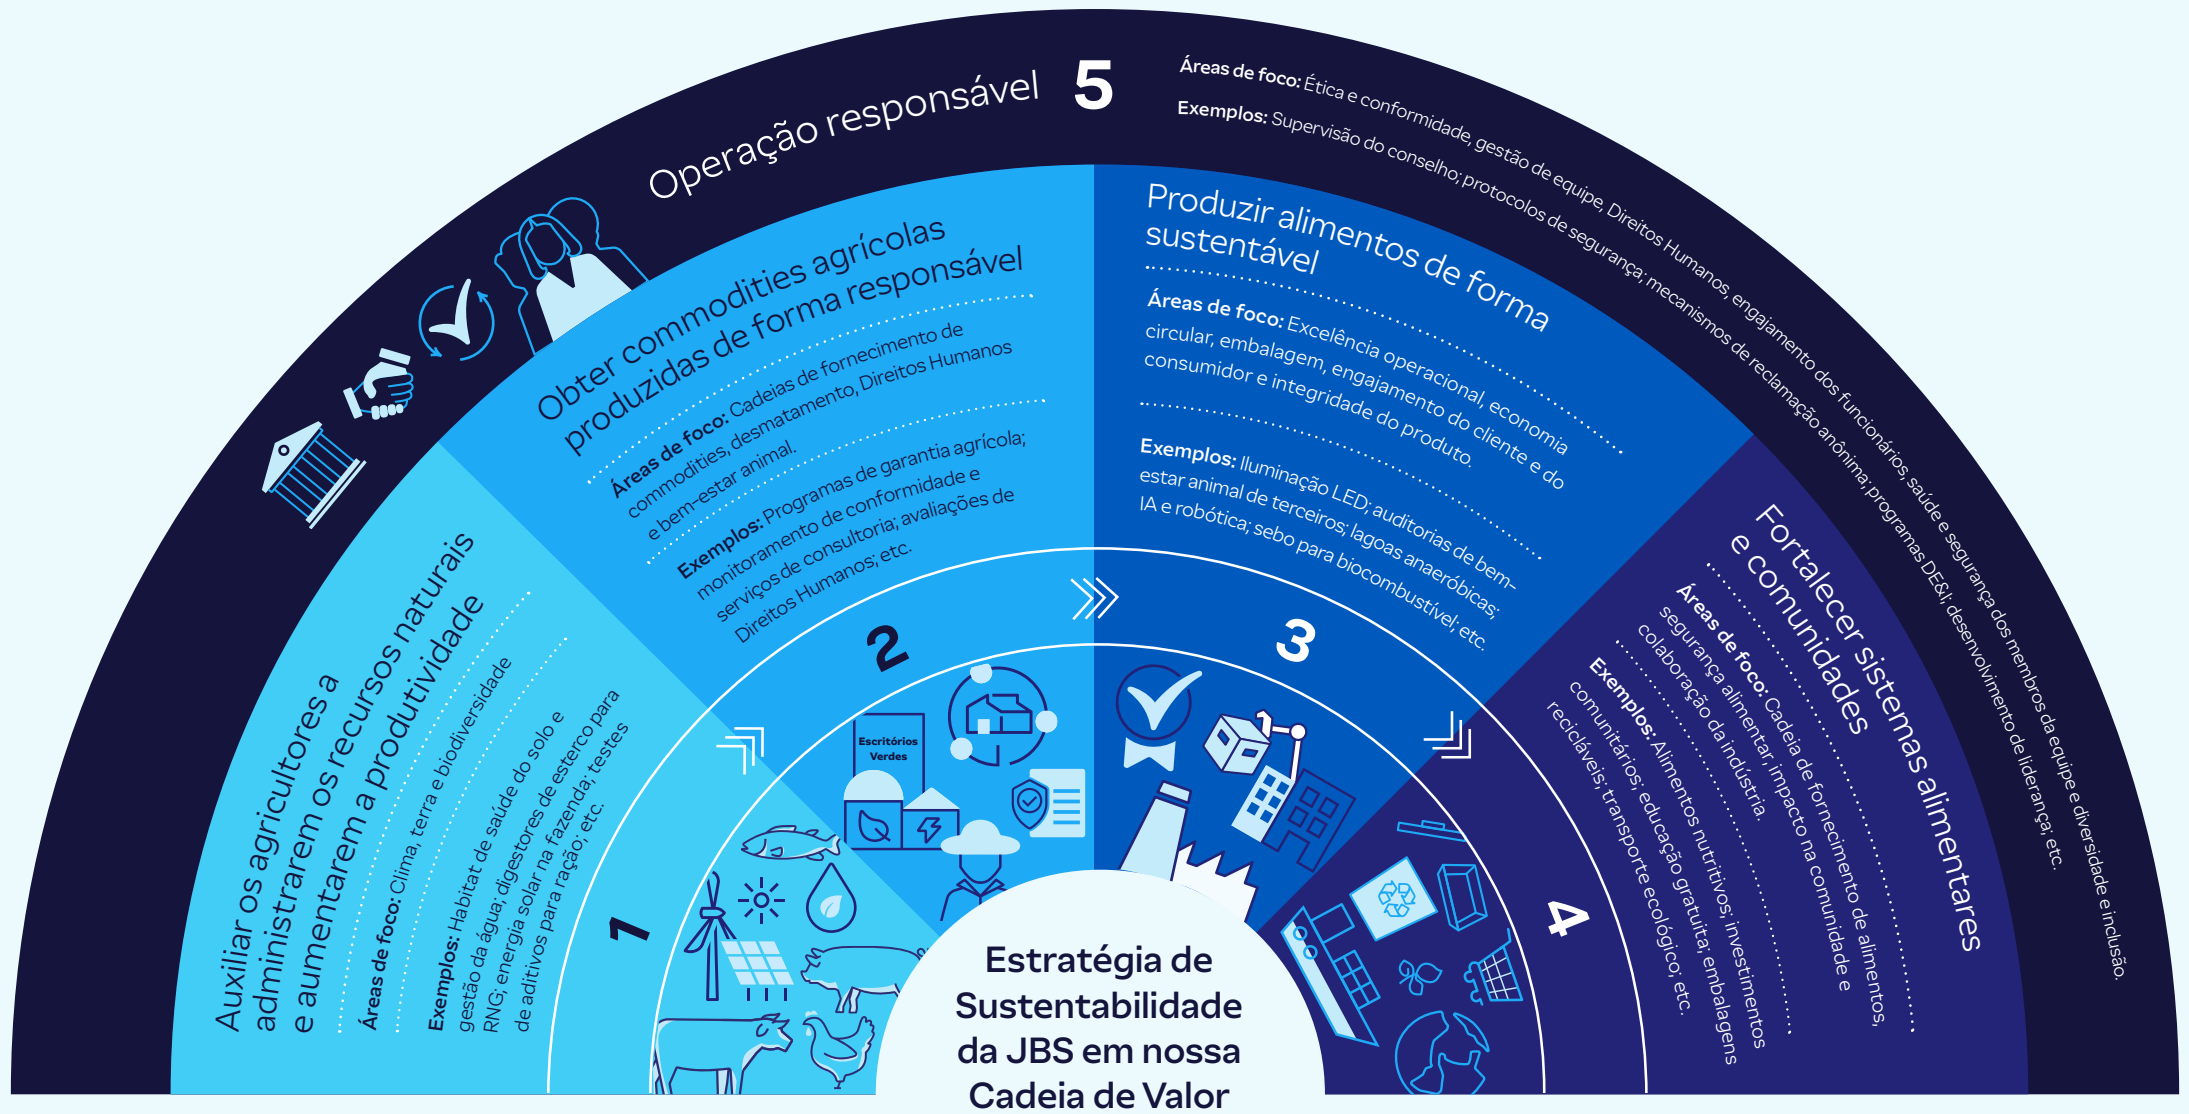 Operação responsável
5
Áreas de foco: Ética e conformidade, gestão de equipe, Direitos Humanos, engajamento dos funcionários, saúde e segurança dos membros da equipe e diversidade e inclusão.
Exemplos: Supervisão do conselho; protocolos de segurança; mecanismos de reclamação anônima; programas DE&I; desenvolvimento de liderança; etc.
Auxiliar os agricultores a
administrarem os recursos naturais
e aumentarem a produtividade
Áreas de foco: Clima, terra e biodiversidade
Exemplos: Habitat de saúde do solo e
gestão da água; digestores de esterco para
RNG; energia solar na fazenda; testes
de aditivos para ração; etc.
1
Obter commodities agrícolas
produzidas de forma responsável
Áreas de foco: Cadeias de fornecimento de
commodities, desmatamento, Direitos Humanos
e bem-estar animal.
Exemplos: Programas de garantia agrícola;
monitoramento de conformidade e
serviços de consultoria; avaliações de
Direitos Humanos; etc.
2
Escritórios
Verdes
Produzir alimentos de forma
sustentável
Áreas de foco: Excelência operacional, economia
circular, embalagem, engajamento do cliente e do
consumidor e integridade do produto.
Exemplos: Iluminação LED; auditorias de bem-
estar animal de terceiros; lagoas anaeróbicas;
IA e robótica; sebo para biocombustível; etc.
3
Fortalecer sistemas alimentares
e comunidades
Áreas de foco: Cadeia de fornecimento de alimentos,
segurança alimentar, impacto na comunidade e
colaboração da indústria.
Exemplos: Alimentos nutritivos; investimentos
comunitários; educação gratuita; embalagens
recicláveis; transporte ecológico; etc.
4
Estratégia de
Sustentabilidade
da JBS em nossa
Cadeia de Valor